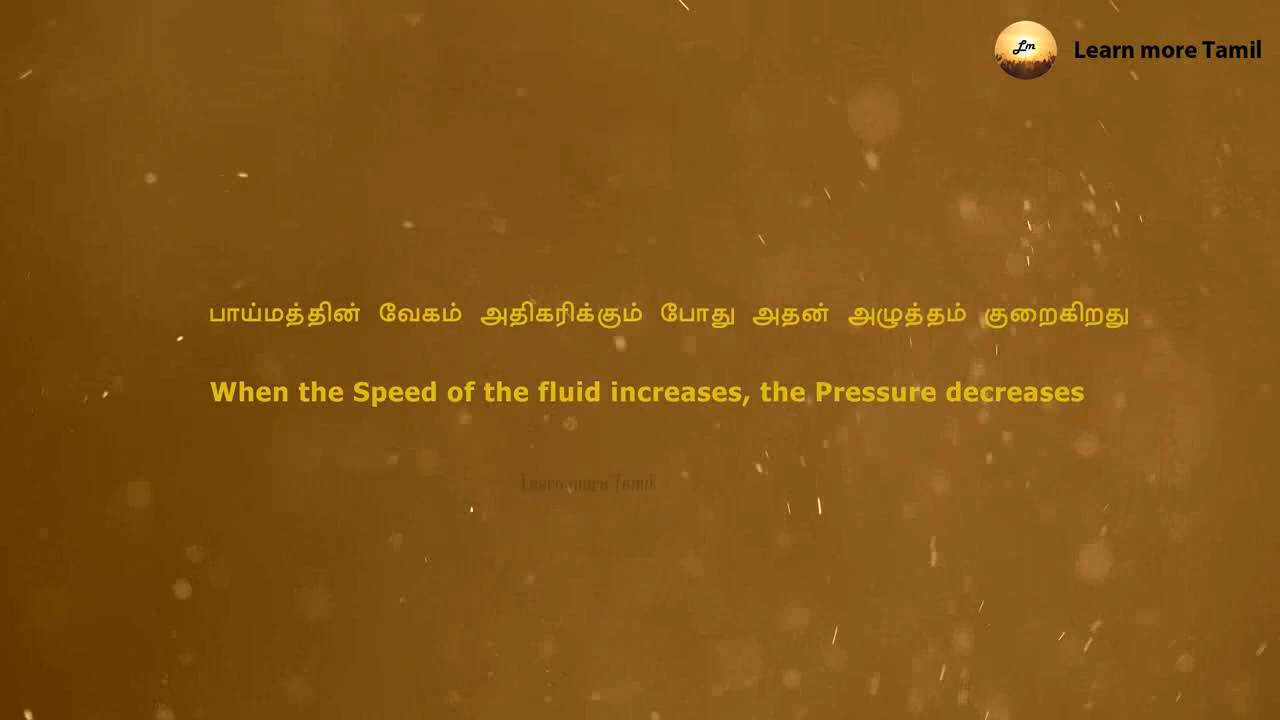 Lm
Learn more Tamil
பாய்மத்தின் வேகம் அதிகரிக்கும் போது அதன் அழுத்தம் குறைகிறது
When the Speed of the fluid increases, the Pressure decreases
Learn more Tamil